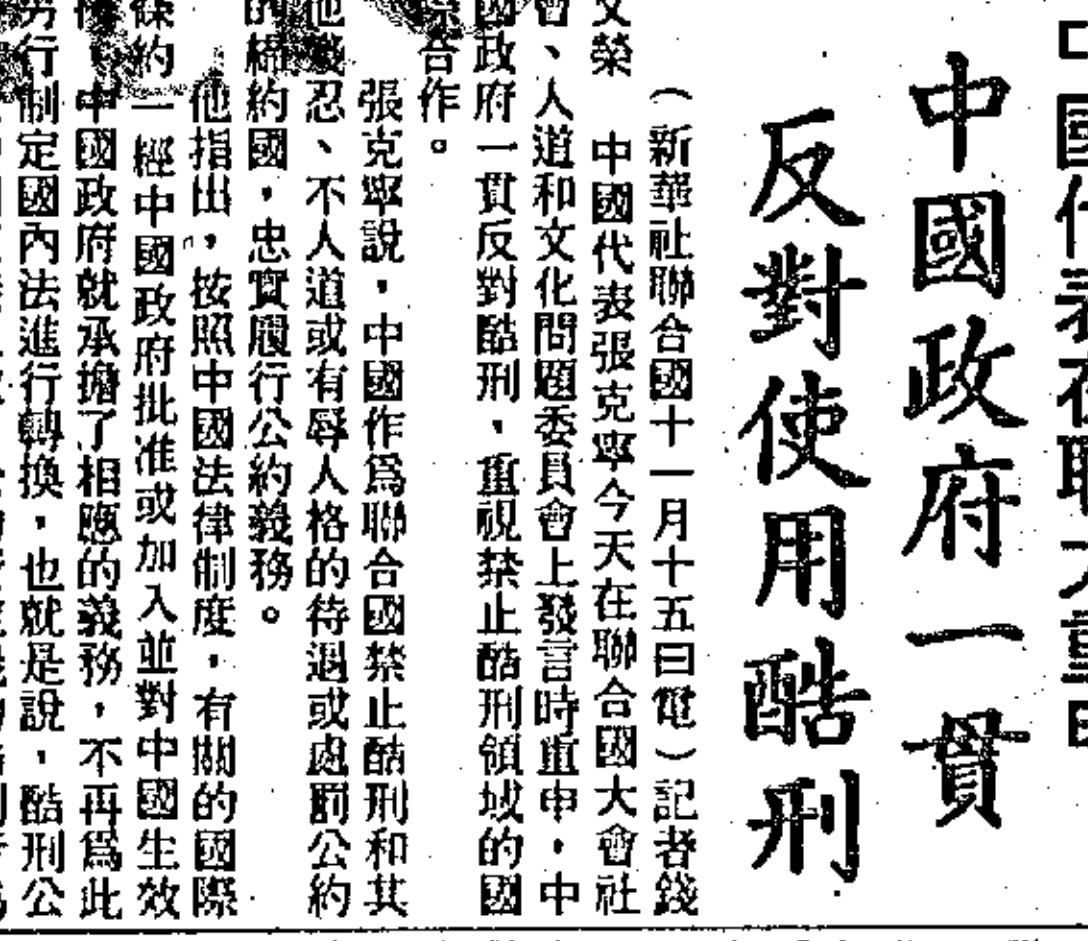 中國代表在聯大重申
中國政府一貫
反對使用酷刑
(新華社聯合國十一月十五日電)記者錢
文榮 中國代表張克寧今天在聯合國大會社
會、人道和文化問題委員會上發言時重申，中
國政府一貫反對酷刑，重視禁止酷刑領域的國
際合作。
張克寧說，中國作爲聯合國禁止酷刑和其
他殘忍、不人道或有辱人格的待遇或處罰公約
的締約國，忠實履行公約義務。
他指出，按照中國法律制度，有關的國際
條約一經中國政府批准或加入並對中國生效
，中國政府就承擔了相應的義務，不再爲此
另行制定國內法進行轉換，也就是說，酷刑公